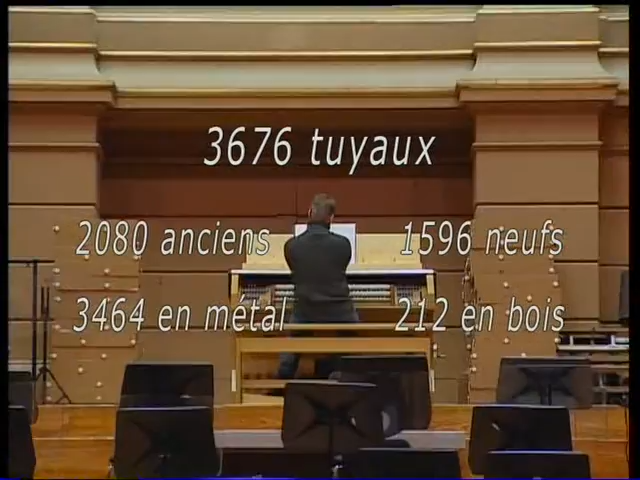 3676 tuyaux
2080 anciens 1596 neufs
3464 en métal 212 en bois